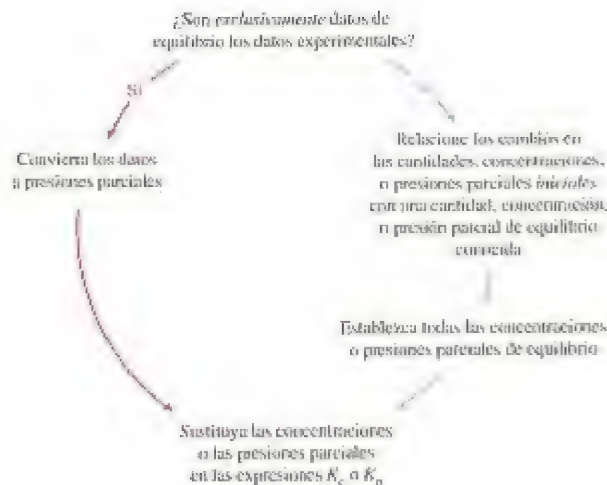 ¿Son exclusivamente datos de
equilibrio los datos experimentales?
Sí
Convierta los datos
a presiones parciales
Relacione los cambios en
las cantidades, concentraciones,
o presiones parciales iniciales
con una cantidad, concentración,
o presión parcial de equilibrio
conocida
Establezca todas las concentraciones
o presiones parciales de equilibrio
Sustituya las concentraciones
o las presiones parciales
en las expresiones Kc o Kp